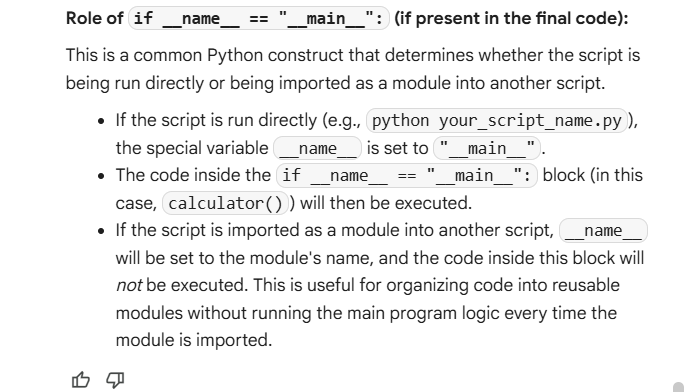 Role of if __name__ == "__main__": (if present in the final code):
This is a common Python construct that determines whether the script is
being run directly or being imported as a module into another script.
• If the script is run directly (e.g., python your_script_name.py),
the special variable __name__ is set to "__main__".
• The code inside the if __name__ == "__main__": block (in this
case, calculator()) will then be executed.
• If the script is imported as a module into another script, __name__
will be set to the module's name, and the code inside this block will
not be executed. This is useful for organizing code into reusable
modules without running the main program logic every time the
module is imported.